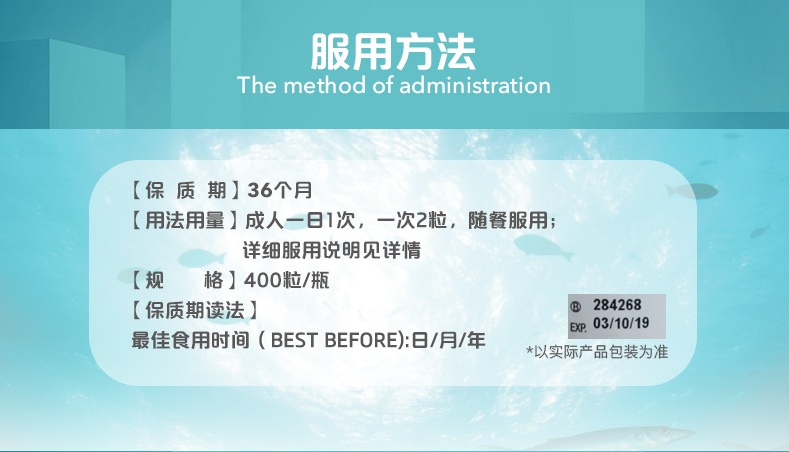 服用方法
The method of administration
【保 质 期】36个月
【用法用量】成人一日1次，一次2粒，随餐服用；
详细服用说明见详情
【规 格】400粒/瓶
【保质期读法】
最佳食用时间（BEST BEFORE):日/月/年
Ⓑ 284268
EXP. 03/10/19
*以实际产品包装为准